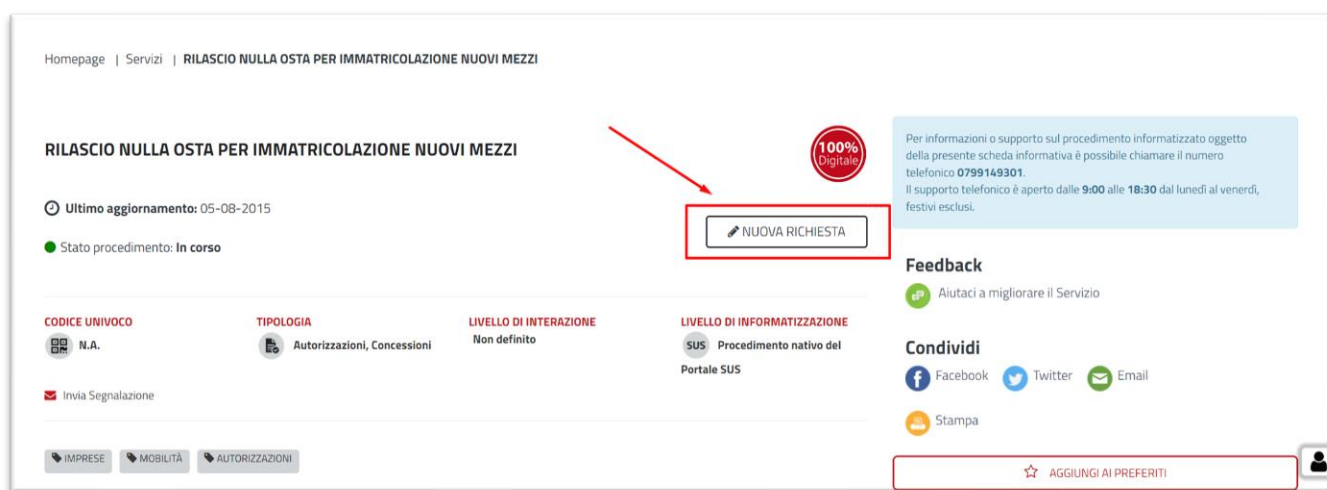 Homepage | Servizi | RILASCIO NULLA OSTA PER IMMATRICOLAZIONE NUOVI MEZZI
RILASCIO NULLA OSTA PER IMMATRICOLAZIONE NUOVI MEZZI
100%
Digitale
Ultimo aggiornamento: 05-08-2015
Stato procedimento: In corso
NUOVA RICHIESTA
CODICE UNIVOCO
N.A.
TIPOLOGIA
Autorizzazioni, Concessioni
LIVELLO DI INTERAZIONE
Non definito
LIVELLO DI INFORMATIZZAZIONE
SUS Procedimento nativo del
Portale SUS
Invia Segnalazione
IMPRESE MOBILITÀ AUTORIZZAZIONI
Per informazioni o supporto sul procedimento informatizzato oggetto
della presente scheda informativa è possibile chiamare il numero
telefonico 0799149301.
Il supporto telefonico è aperto dalle 9:00 alle 18:30 dal lunedì al venerdì,
festivi esclusi.
Feedback
Aiutaci a migliorare il Servizio
Condividi
Facebook Twitter Email
Stampa
AGGIUNGI AI PREFERITI